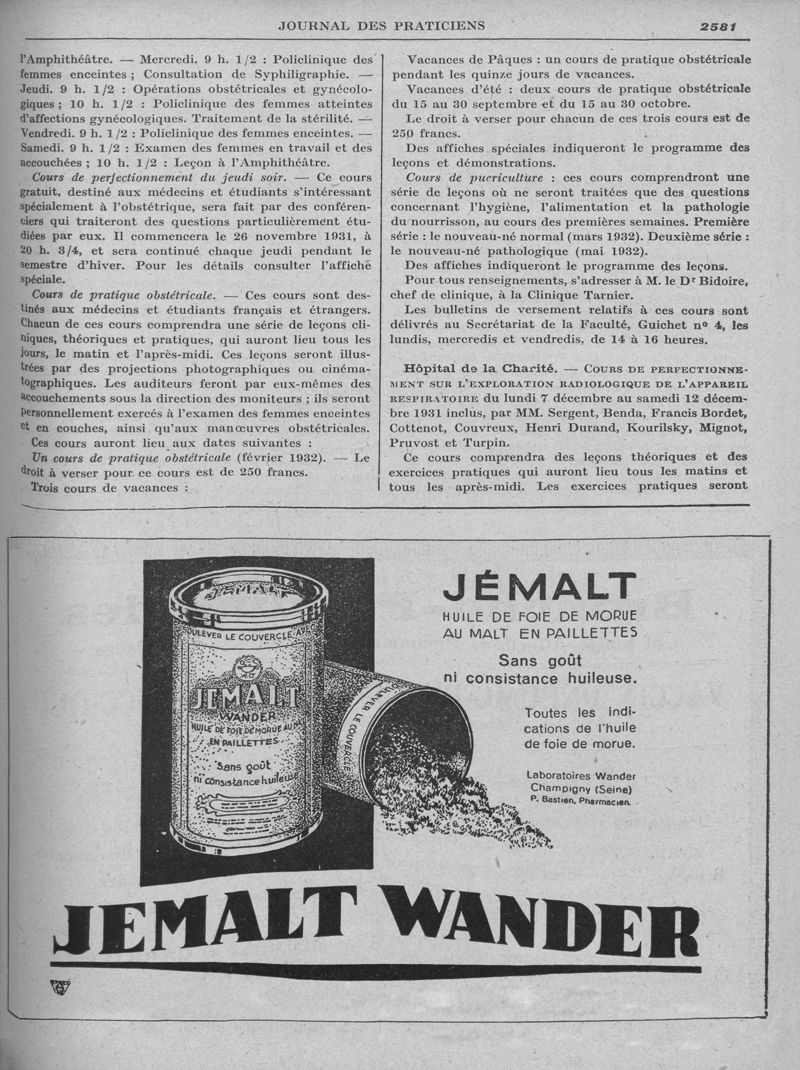 JOURNAL DES PRATICIENS
2581
l'Amphithéâtre. — Mercredi. 9 h. 1/2 : Policlinique des
femmes enceintes ; Consultation de Syphiligraphie. —
Jeudi. 9 h. 1/2 : Opérations obstétricales et gynécolo-
giques ; 10 h. 1/2 : Policlinique des femmes atteintes
d'affections gynécologiques. Traitement de la stérilité. —
Vendredi. 9 h. 1/2 : Policlinique des femmes enceintes. —
Samedi. 9 h. 1/2 : Examen des femmes en travail et des
accouchées ; 10 h. 1/2 : Leçon à l'Amphithéâtre.
Cours de perfectionnement du jeudi soir. — Ce cours
gratuit, destiné aux médecins et étudiants s'intéressant
spécialement à l'obstétrique, sera fait par des conféren-
ciers qui traiteront des questions particulièrement étu-
diées par eux. Il commencera le 26 novembre 1931, à
20 h. 3/4, et sera continué chaque jeudi pendant le
semestre d'hiver. Pour les détails consulter l'affiche
spéciale.
Cours de pratique obstétricale. — Ces cours sont des-
tinés aux médecins et étudiants français et étrangers.
Chacun de ces cours comprendra une série de leçons cli-
niques, théoriques et pratiques, qui auront lieu tous les
jours, le matin et l'après-midi. Ces leçons seront illus-
trées par des projections photographiques ou cinéma-
tographiques. Les auditeurs feront par eux-mêmes des
accouchements sous la direction des moniteurs ; ils seront
personnellement exercés à l'examen des femmes enceintes
et en couches, ainsi qu'aux manœuvres obstétricales.
Ces cours auront lieu aux dates suivantes :
Un cours de pratique obstétricale (février 1932). — Le
droit à verser pour ce cours est de 250 francs.
Trois cours de vacances :
Vacances de Pâques : un cours de pratique obstétricale
pendant les quinze jours de vacances.
Vacances d'été : deux cours de pratique obstétricale
du 15 au 30 septembre et du 15 au 30 octobre.
Le droit à verser pour chacun de ces trois cours est de
250 francs.
Des affiches spéciales indiqueront le programme des
leçons et démonstrations.
Cours de puericulture : ces cours comprendront une
série de leçons où ne seront traitées que des questions
concernant l'hygiène, l'alimentation et la pathologie
du nourrisson, au cours des premières semaines. Première
série : le nouveau-né normal (mars 1932). Deuxième série :
le nouveau-né pathologique (mai 1932).
Des affiches indiqueront le programme des leçons.
Pour tous renseignements, s'adresser à M. le Dr Bidoire,
chef de clinique, à la Clinique Tarnier.
Les bulletins de versement relatifs à ces cours sont
délivrés au Secrétariat de la Faculté, Guichet n° 4, les
lundis, mercredis et vendredis, de 14 à 16 heures.
Hôpital de la Charité. — COURS DE PERFECTIONNE-
MENT SUR L'EXPLORATION RADIOLOGIQUE DE L'APPAREIL
RESPIRATOIRE du lundi 7 décembre au samedi 12 décem-
bre 1931 inclus, par MM. Sergent, Benda, Francis Bordet,
Cottenot, Couvreux, Henri Durand, Kourilsky, Mignot,
Pruvost et Turpin.
Ce cours comprendra des leçons théoriques et des
exercices pratiques qui auront lieu tous les matins et
tous les après-midi. Les exercices pratiques seront
JEMALT
SOULEVER LE COUVERCLE AVEC
JEMALT
WANDER
HUILE DE FOIE DE MORUE AU MALT
EN PAILLETTES
Sans goût
ni consistance huileuse
SOULEVER LE COUVERCLE
JÉMALT
HUILE DE FOIE DE MORUE
AU MALT EN PAILLETTES
Sans goût
ni consistance huileuse.
Toutes les indi-
cations de l'huile
de foie de morue.
Laboratoires Wander
Champigny (Seine)
P. Bastien, Pharmacien.
JEMALT WANDER